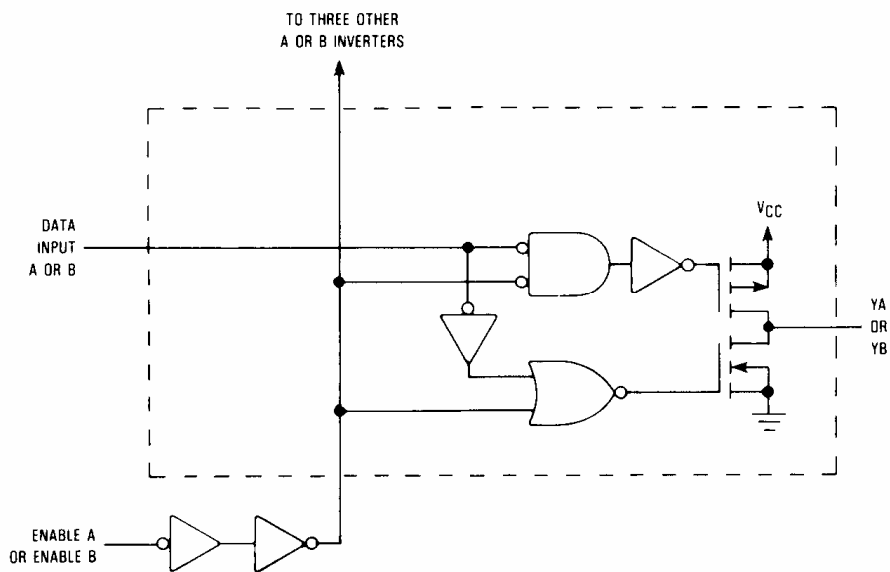 TO THREE OTHER
A OR B INVERTERS
DATA
INPUT
A OR B
VCC
YA
OR
YB
ENABLE A
OR ENABLE B